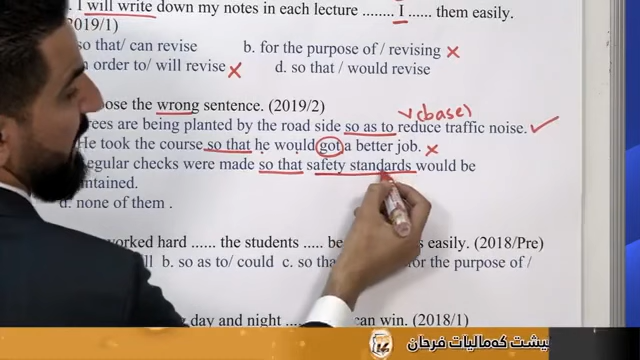 . I will write down my notes in each lecture ........ I ...... them easily.
2019/1)
so that/ can revise b. for the purpose of / revising ×
n order to/ will revise × d. so that / would revise
v(base)
ose the wrong sentence. (2019/2)
rees are being planted by the road side so as to reduce traffic noise. ✓
He took the course so that he would got a better job. ×
egular checks were made so that safety standards would be
ntained.
d. none of them .
worked hard ...... the students ..... be s easily. (2018/Pre)
ll b. so as to/ could c. so tha for the purpose of /
day and night .... can win. (2018/1)
پشت کەمالیات فرحان